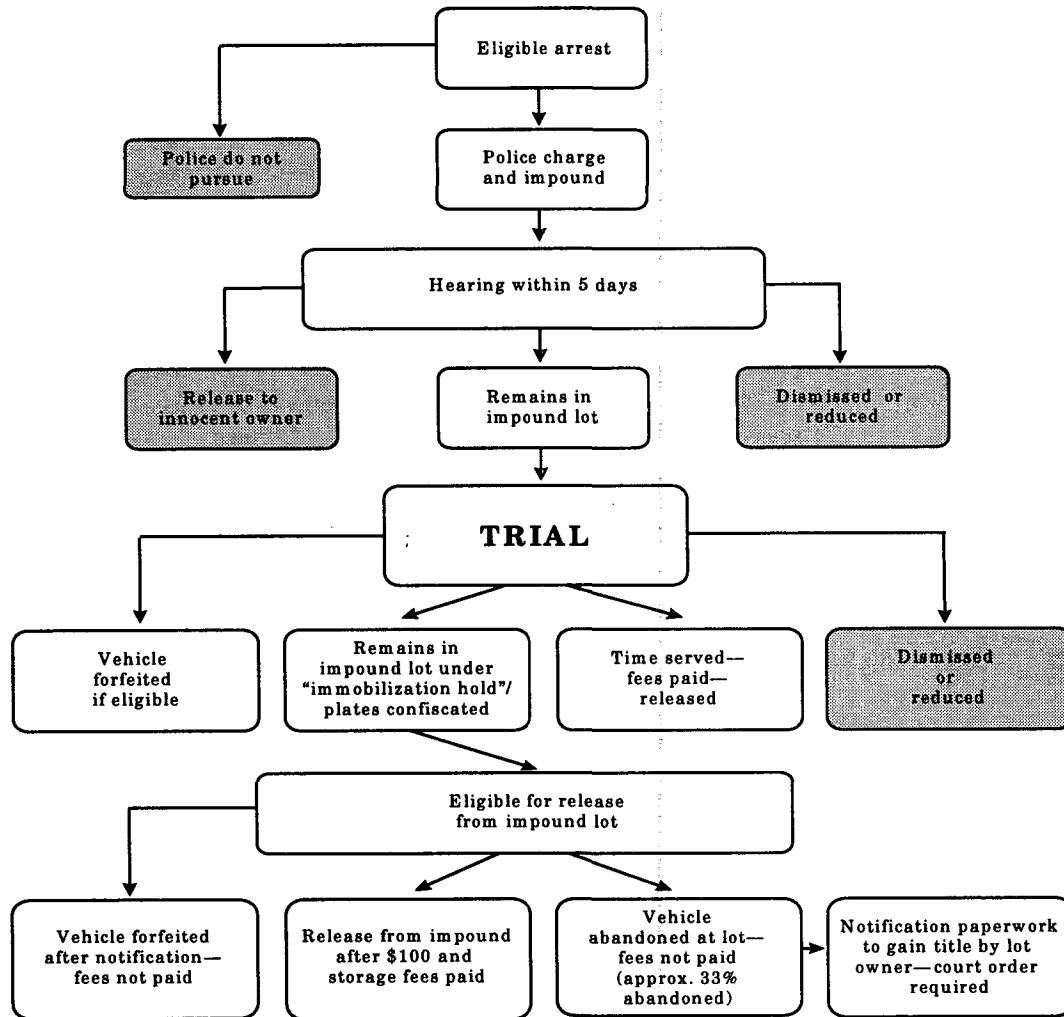 Eligible arrest
Police do not
pursue
Police charge
and impound
Hearing within 5 days
Release to
innocent owner
Remains in
impound lot
Dismissed or
reduced
TRIAL
Vehicle
forfeited
if eligible
Remains in
impound lot under
"immobilization hold"/
plates confiscated
Time served—
fees paid—
released
Dismissed
or
reduced
Eligible for release
from impound lot
Vehicle forfeited
after notification—
fees not paid
Release from impound
after $100 and
storage fees paid
Vehicle
abandoned at lot—
fees not paid
(approx. 33%
abandoned)
Notification paperwork
to gain title by lot
owner—court order
required